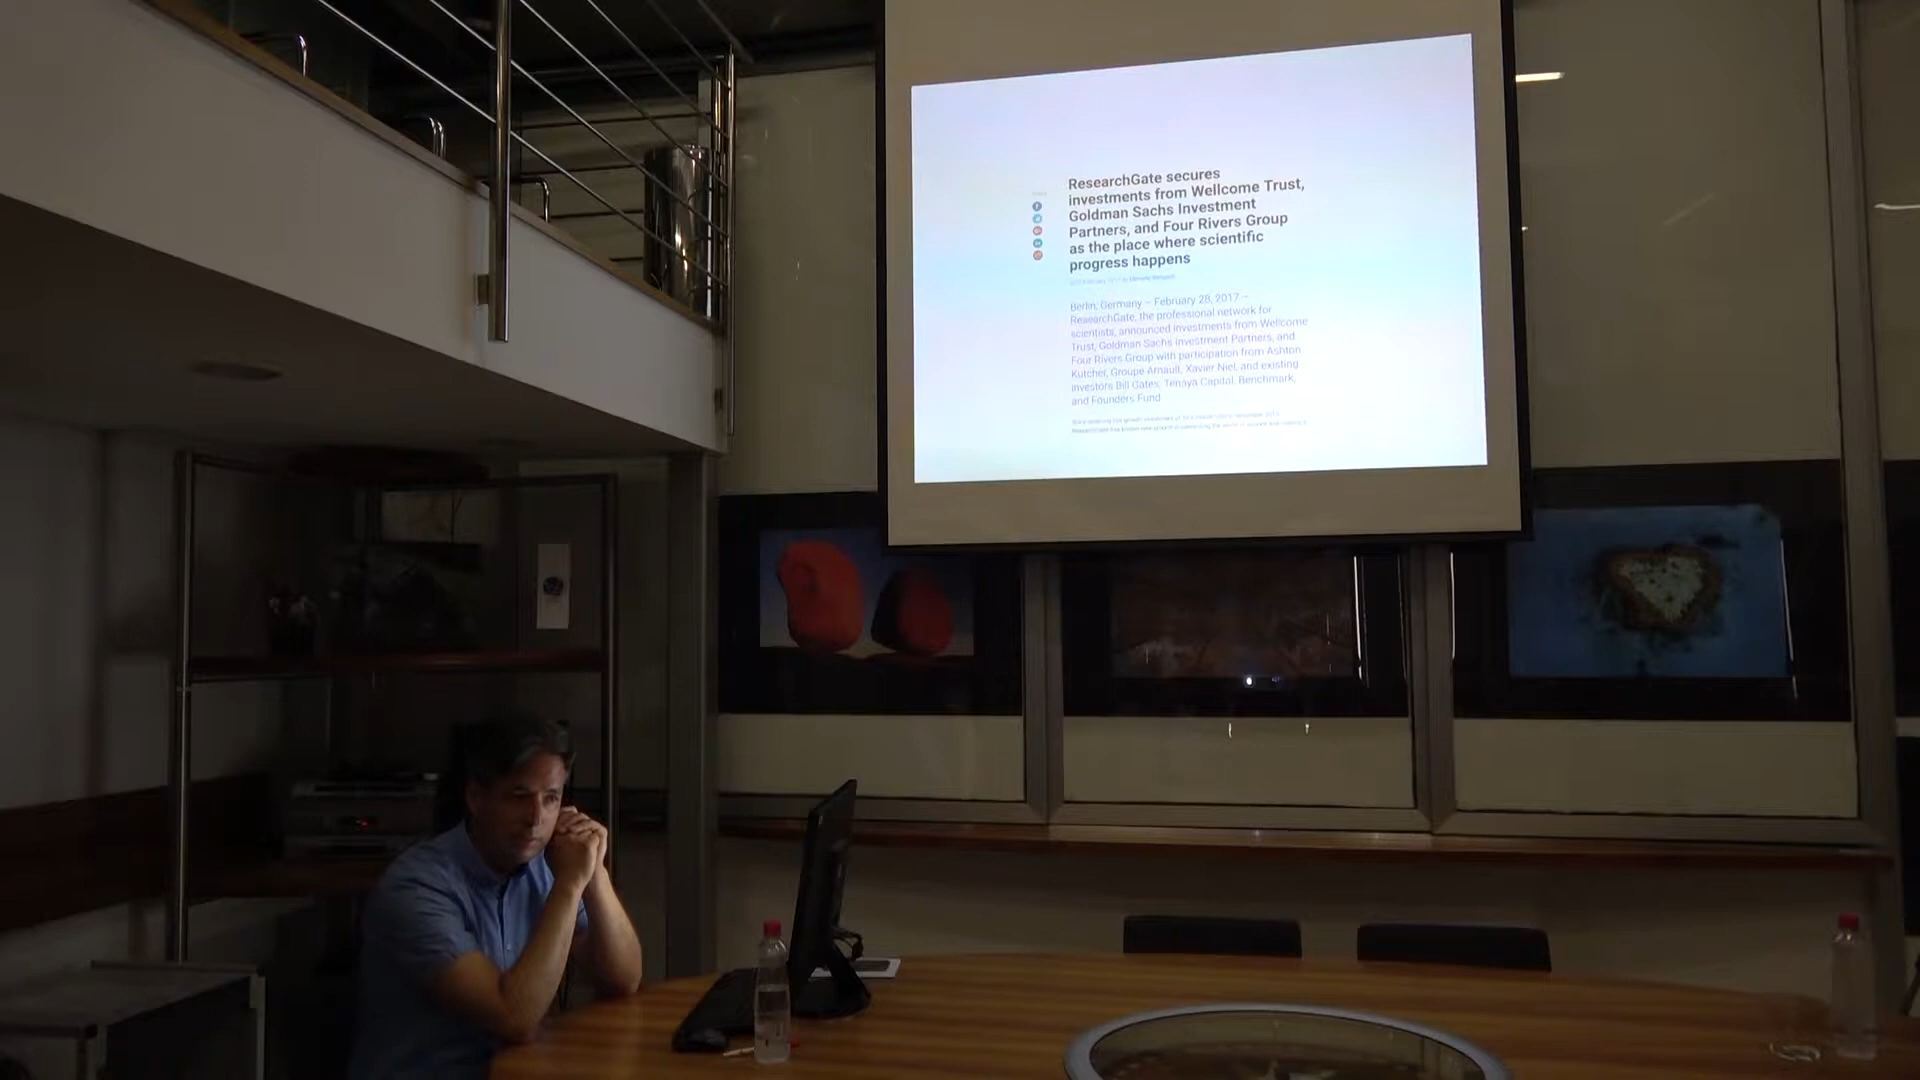 ResearchGate secures
investments from Wellcome Trust,
Goldman Sachs Investment
Partners, and Four Rivers Group
as the place where scientific
progress happens
Berlin, Germany – February 28, 2017 –
ResearchGate, the professional network for
scientists, announced investments from Wellcome
Trust, Goldman Sachs Investment Partners, and
Four Rivers Group with participation from Ashton
Kutcher, Groupe Arnault, Xavier Niel, and existing
investors Bill Gates, Tenaya Capital, Benchmark,
and Founders Fund